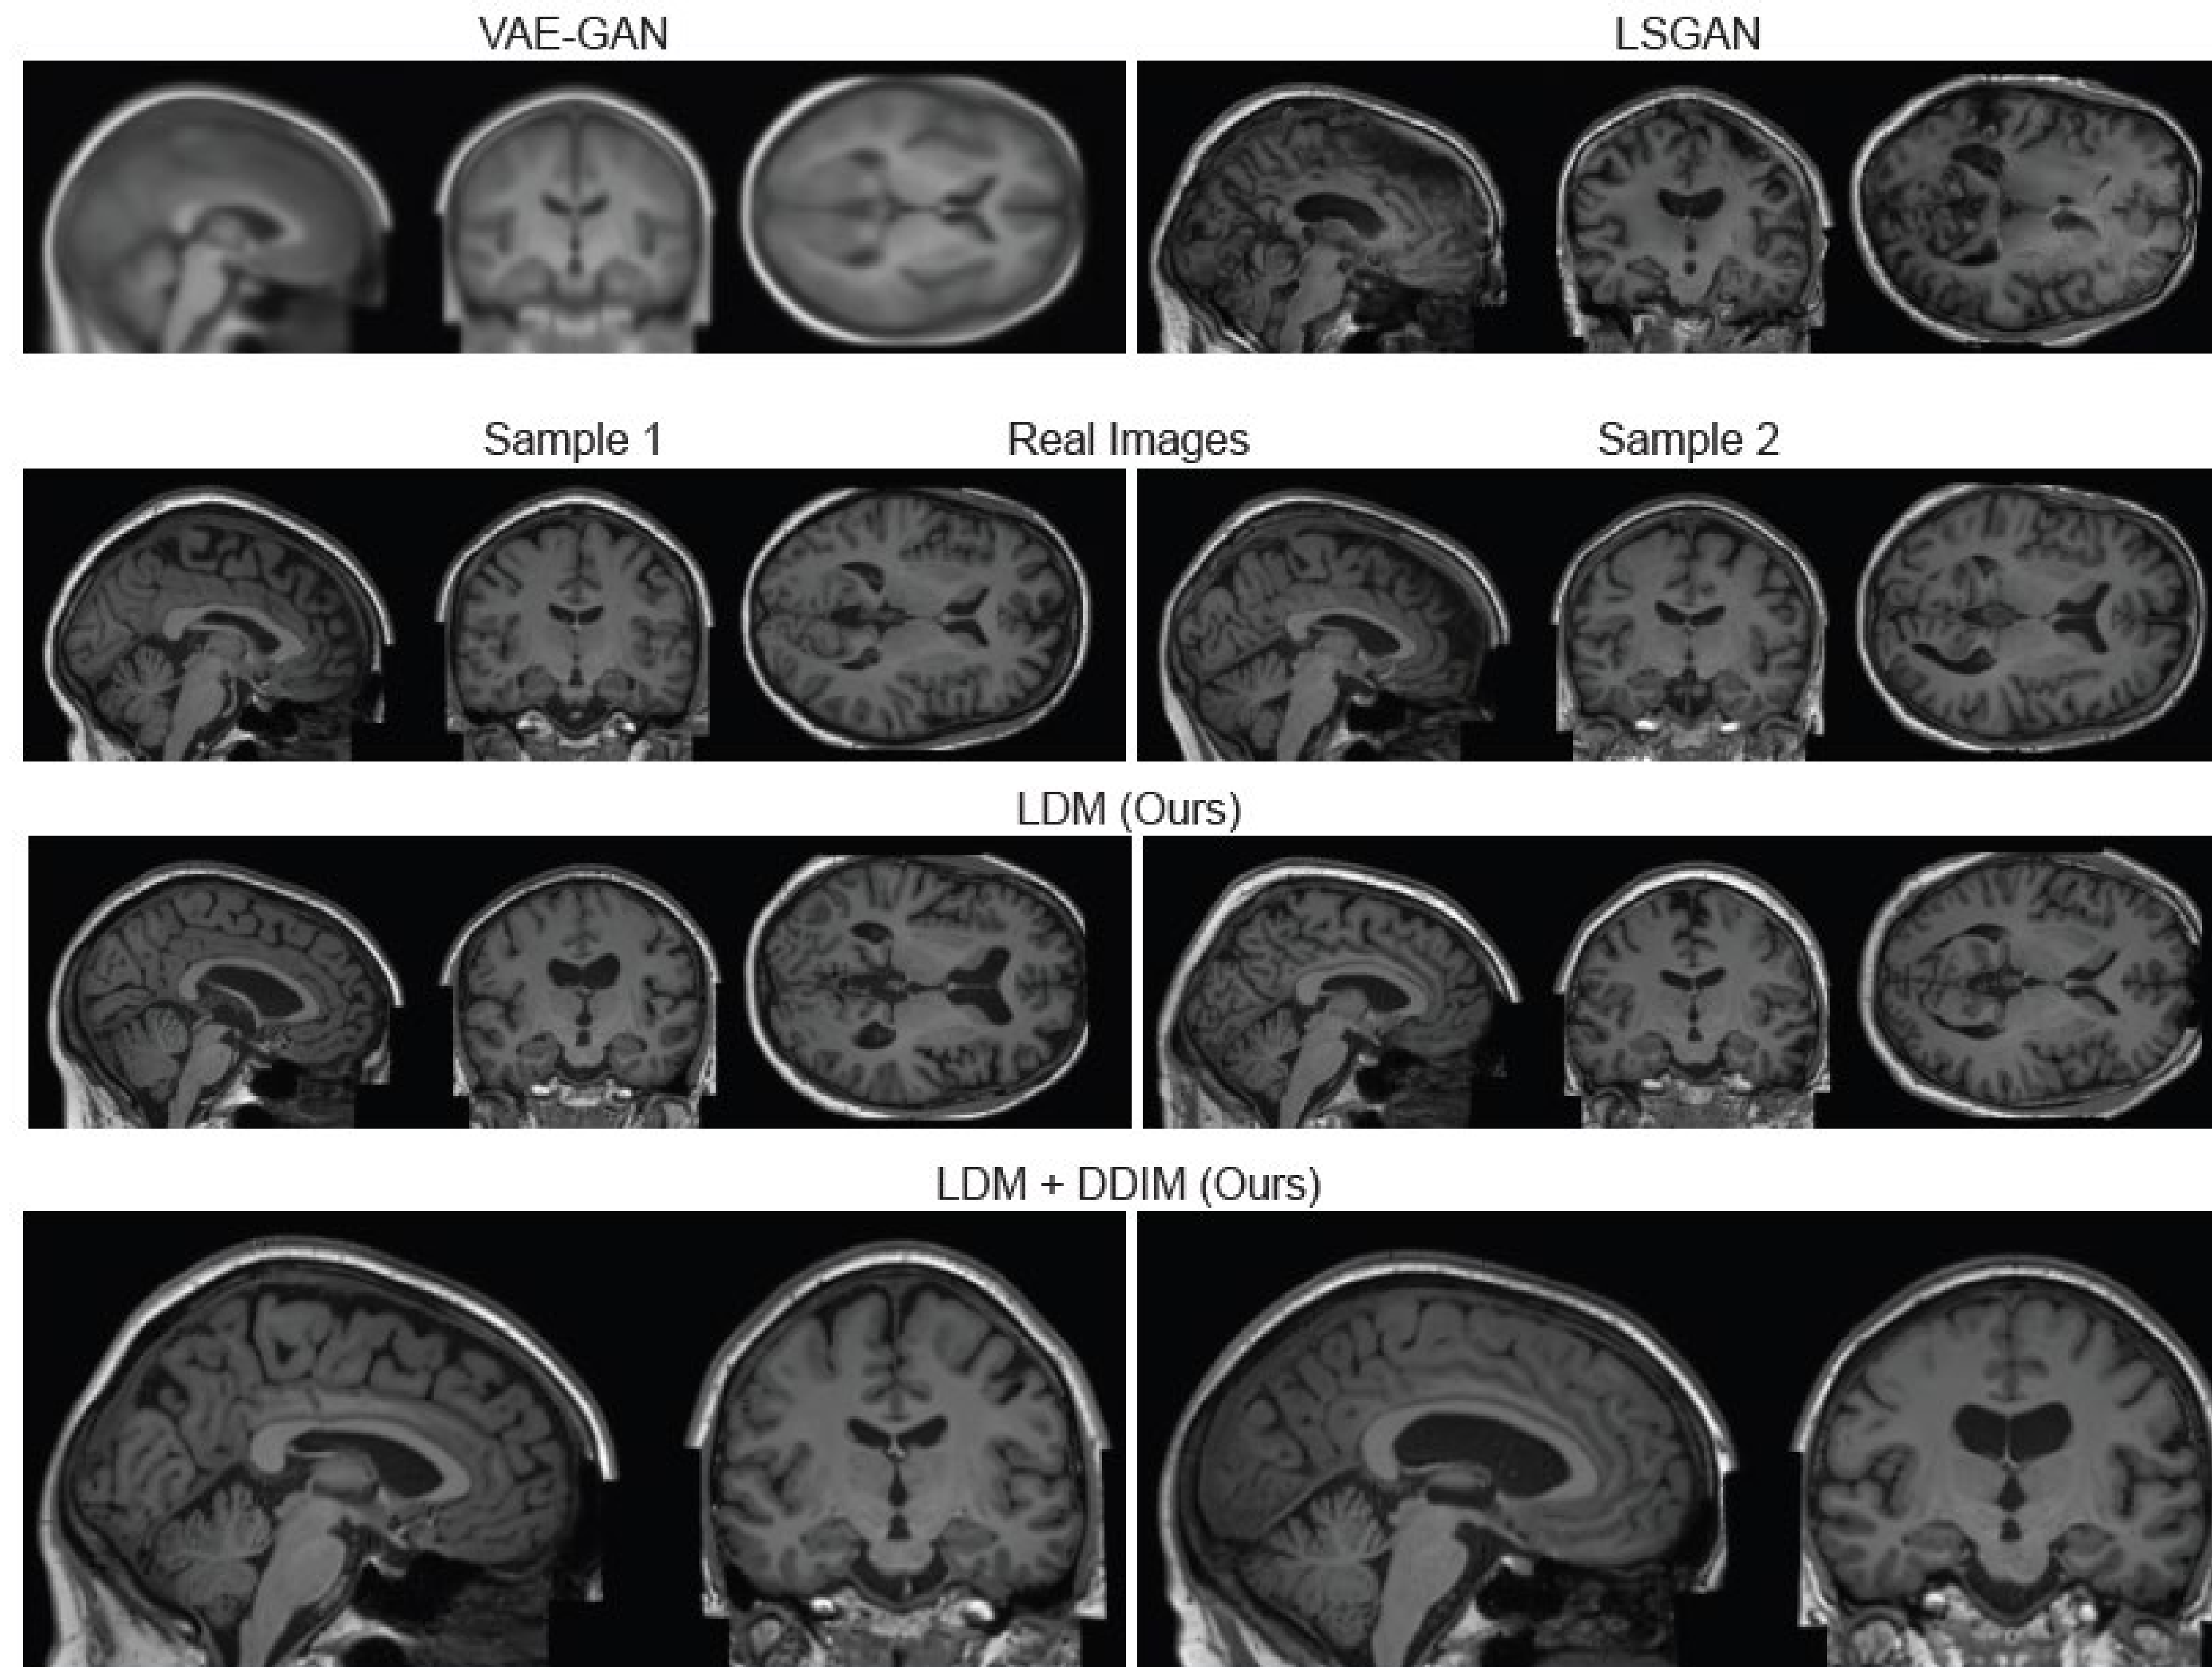 VAE-GAN
LSGAN
Sample 1
Real Images
Sample 2
LDM (Ours)
LDM + DDIM (Ours)